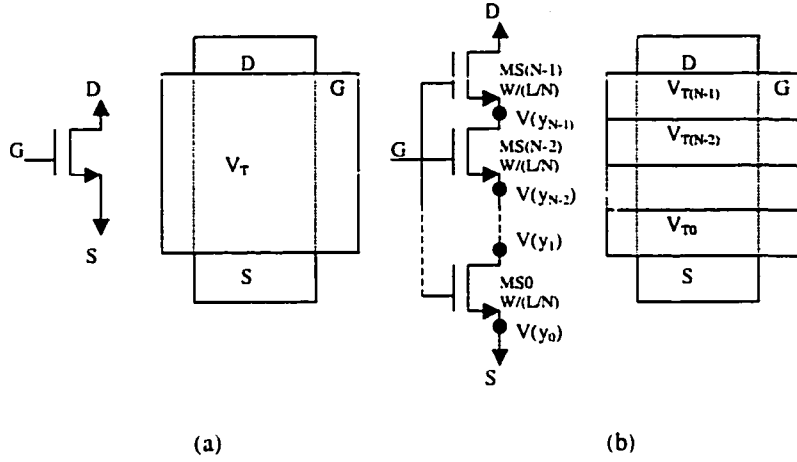 D
G
S
D
G
V_T
S
(a)
D
MS(N-1)
W/(L/N)
V(y_{N-1})
G
MS(N-2)
W/(L/N)
V(y_{N-2})
V(y_1)
MS0
W/(L/N)
V(y_0)
S
D
V_{T(N-1)} G
V_{T(N-2)}
V_{T0}
S
(b)